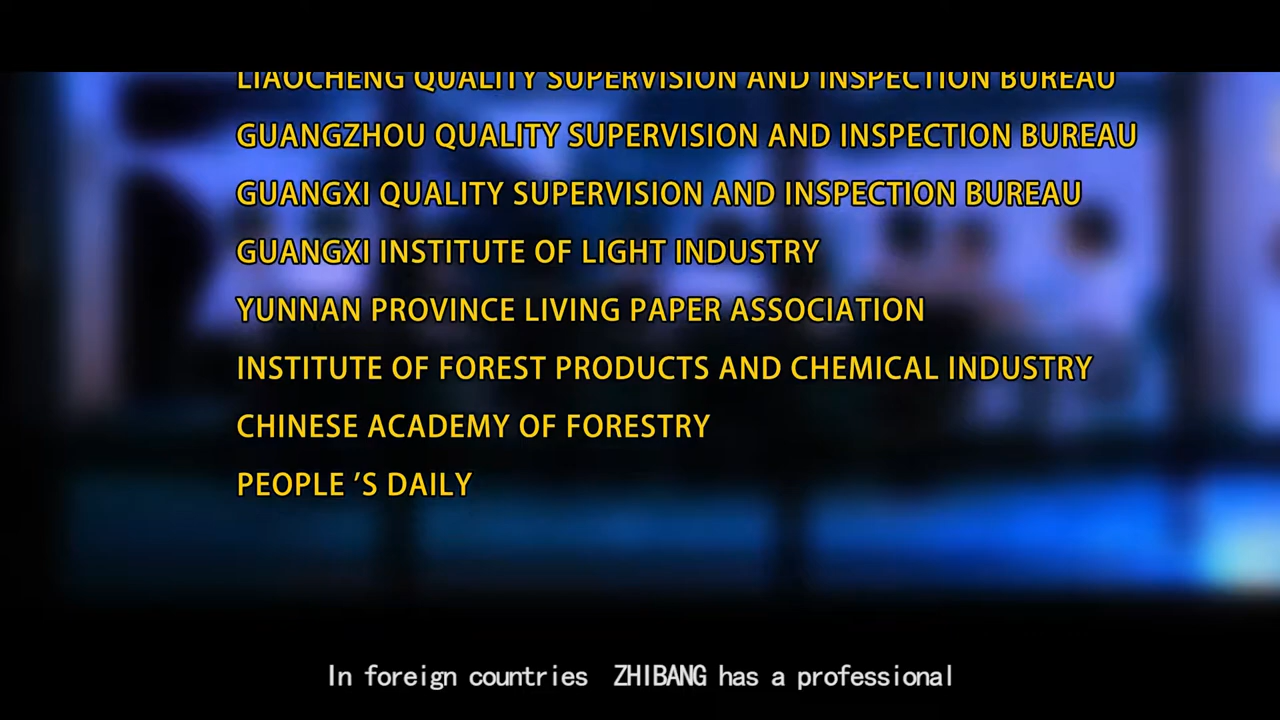 LIAOCHENG QUALITY SUPERVISION AND INSPECTION BUREAU
GUANGZHOU QUALITY SUPERVISION AND INSPECTION BUREAU
GUANGXI QUALITY SUPERVISION AND INSPECTION BUREAU
GUANGXI INSTITUTE OF LIGHT INDUSTRY
YUNNAN PROVINCE LIVING PAPER ASSOCIATION
INSTITUTE OF FOREST PRODUCTS AND CHEMICAL INDUSTRY
CHINESE ACADEMY OF FORESTRY
PEOPLE 'S DAILY
In foreign countries ZHIBANG has a professional